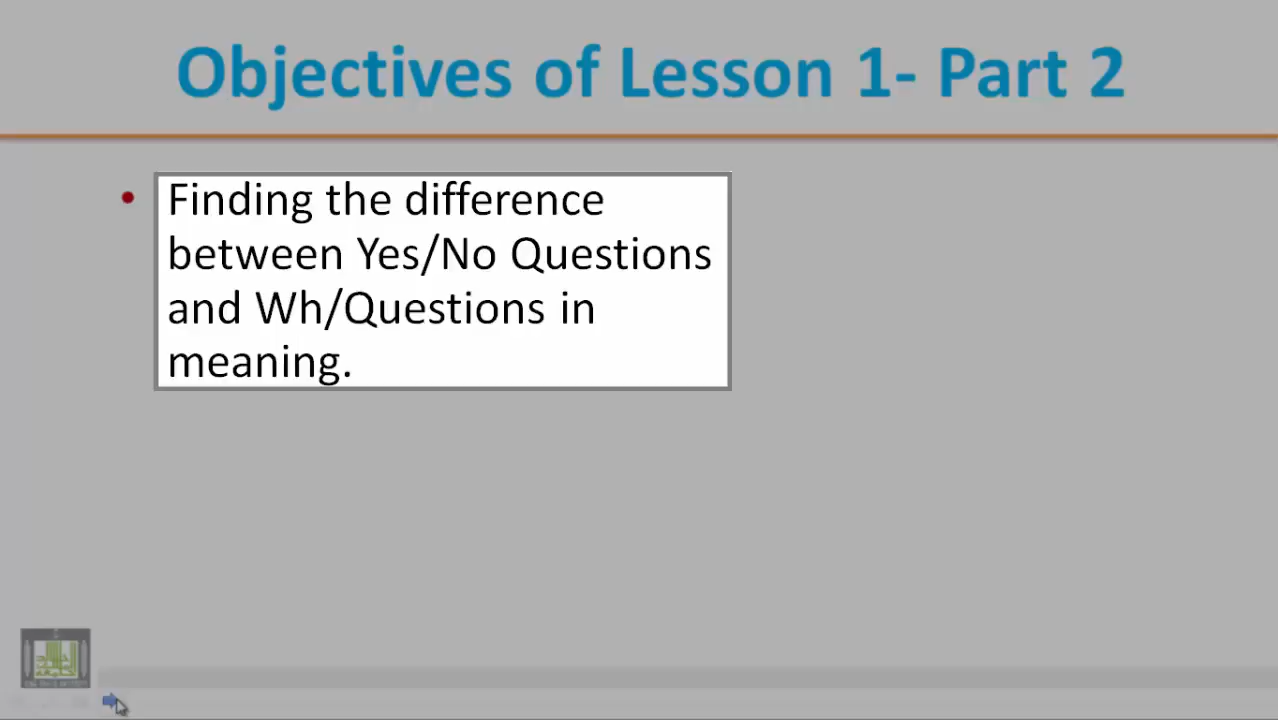 Objectives of Lesson 1- Part 2
• Finding the difference
between Yes/No Questions
and Wh/Questions in
meaning.